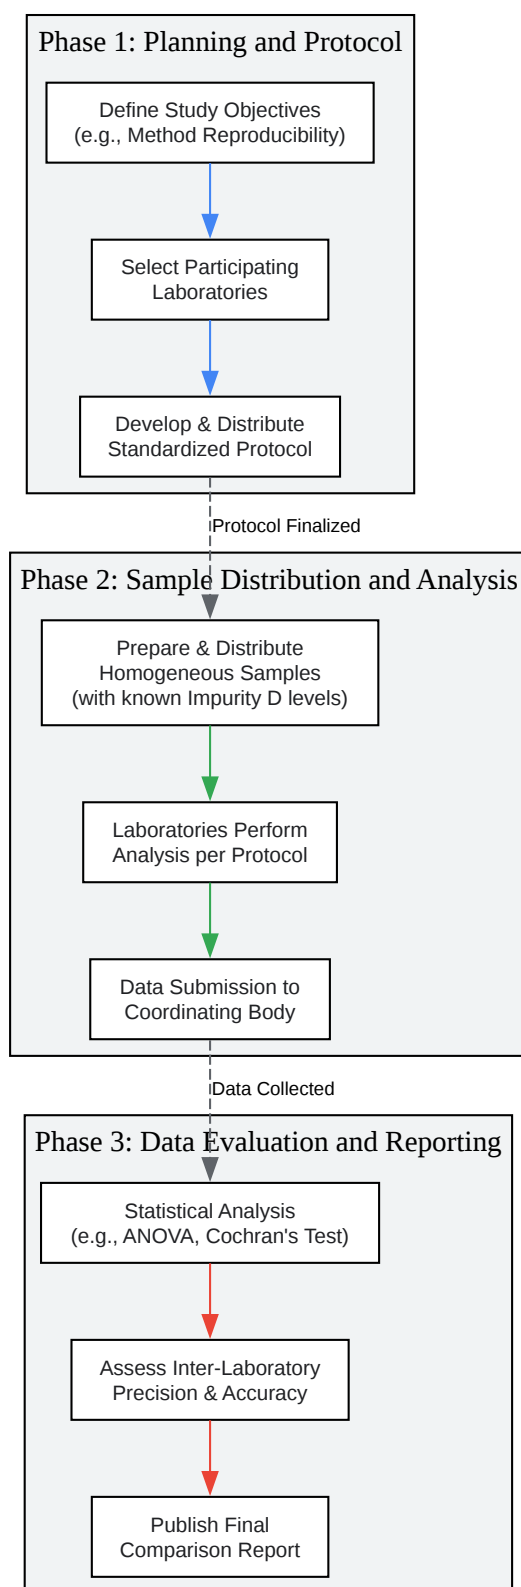 Phase 1: Planning and Protocol
Define Study Objectives
(e.g., Method Reproducibility)
Select Participating
Laboratories
Develop & Distribute
Standardized Protocol
Protocol Finalized
Phase 2: Sample Distribution and Analysis
Prepare & Distribute
Homogeneous Samples
(with known Impurity D levels)
Laboratories Perform
Analysis per Protocol
Data Submission to
Coordinating Body
Data Collected
Phase 3: Data Evaluation and Reporting
Statistical Analysis
(e.g., ANOVA, Cochran's Test)
Assess Inter-Laboratory
Precision & Accuracy
Publish Final
Comparison Report